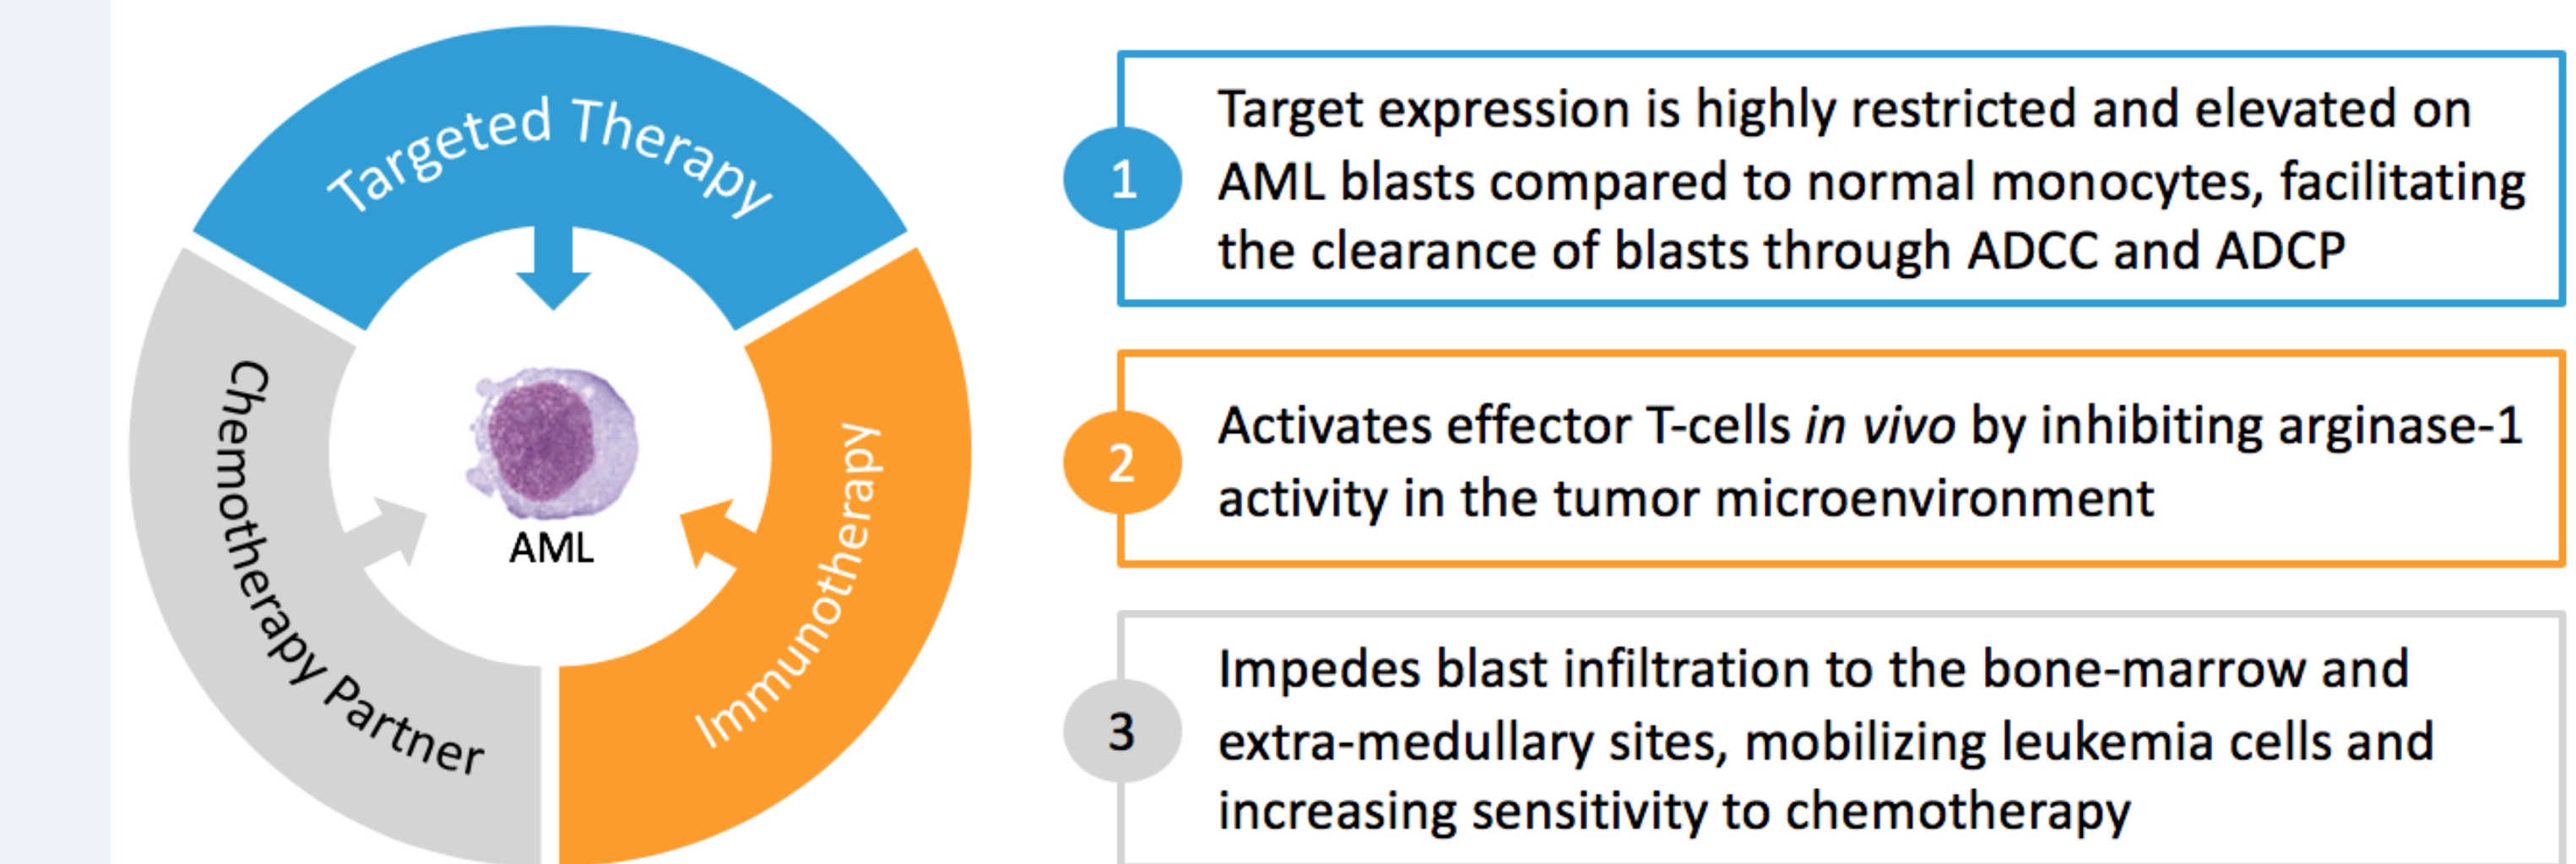 Targeted Therapy
Chemotherapy Partner
Immunotherapy
AML
1
Target expression is highly restricted and elevated on
AML blasts compared to normal monocytes, facilitating
the clearance of blasts through ADCC and ADCP
2
Activates effector T-cells in vivo by inhibiting arginase-1
activity in the tumor microenvironment
3
Impedes blast infiltration to the bone-marrow and
extra-medullary sites, mobilizing leukemia cells and
increasing sensitivity to chemotherapy